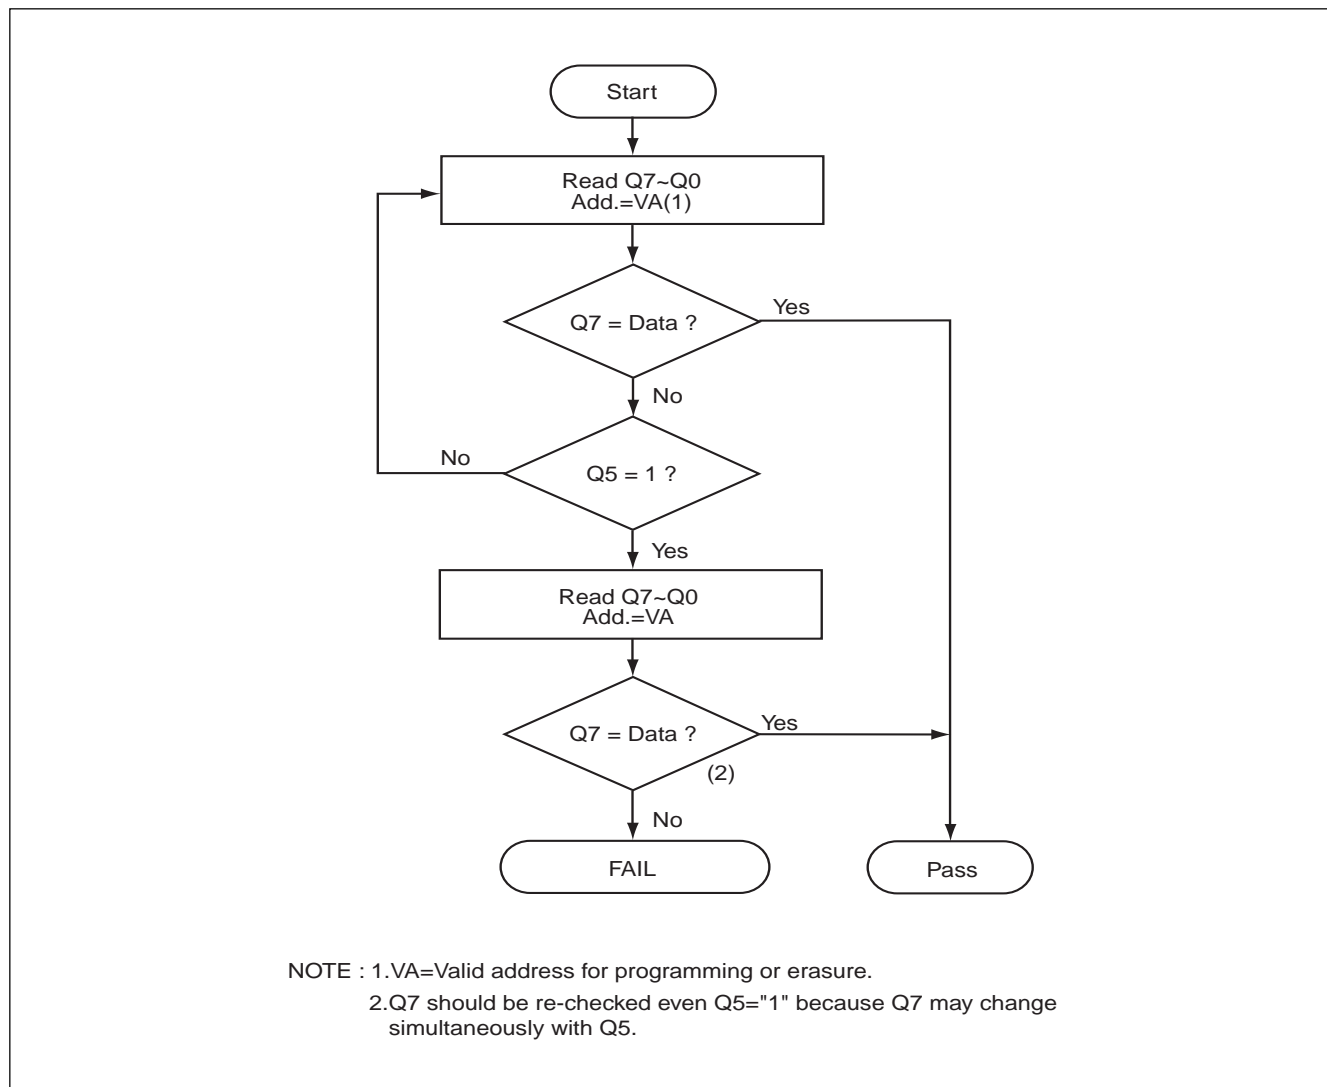 Start
Read Q7~Q0
Add.=VA(1)
Q7 = Data ?
Yes
No
No
Q5 = 1 ?
Yes
Read Q7~Q0
Add.=VA
Q7 = Data ?
Yes
(2)
No
FAIL
Pass
NOTE : 1.VA=Valid address for programming or erasure.
2.Q7 should be re-checked even Q5="1" because Q7 may change
simultaneously with Q5.